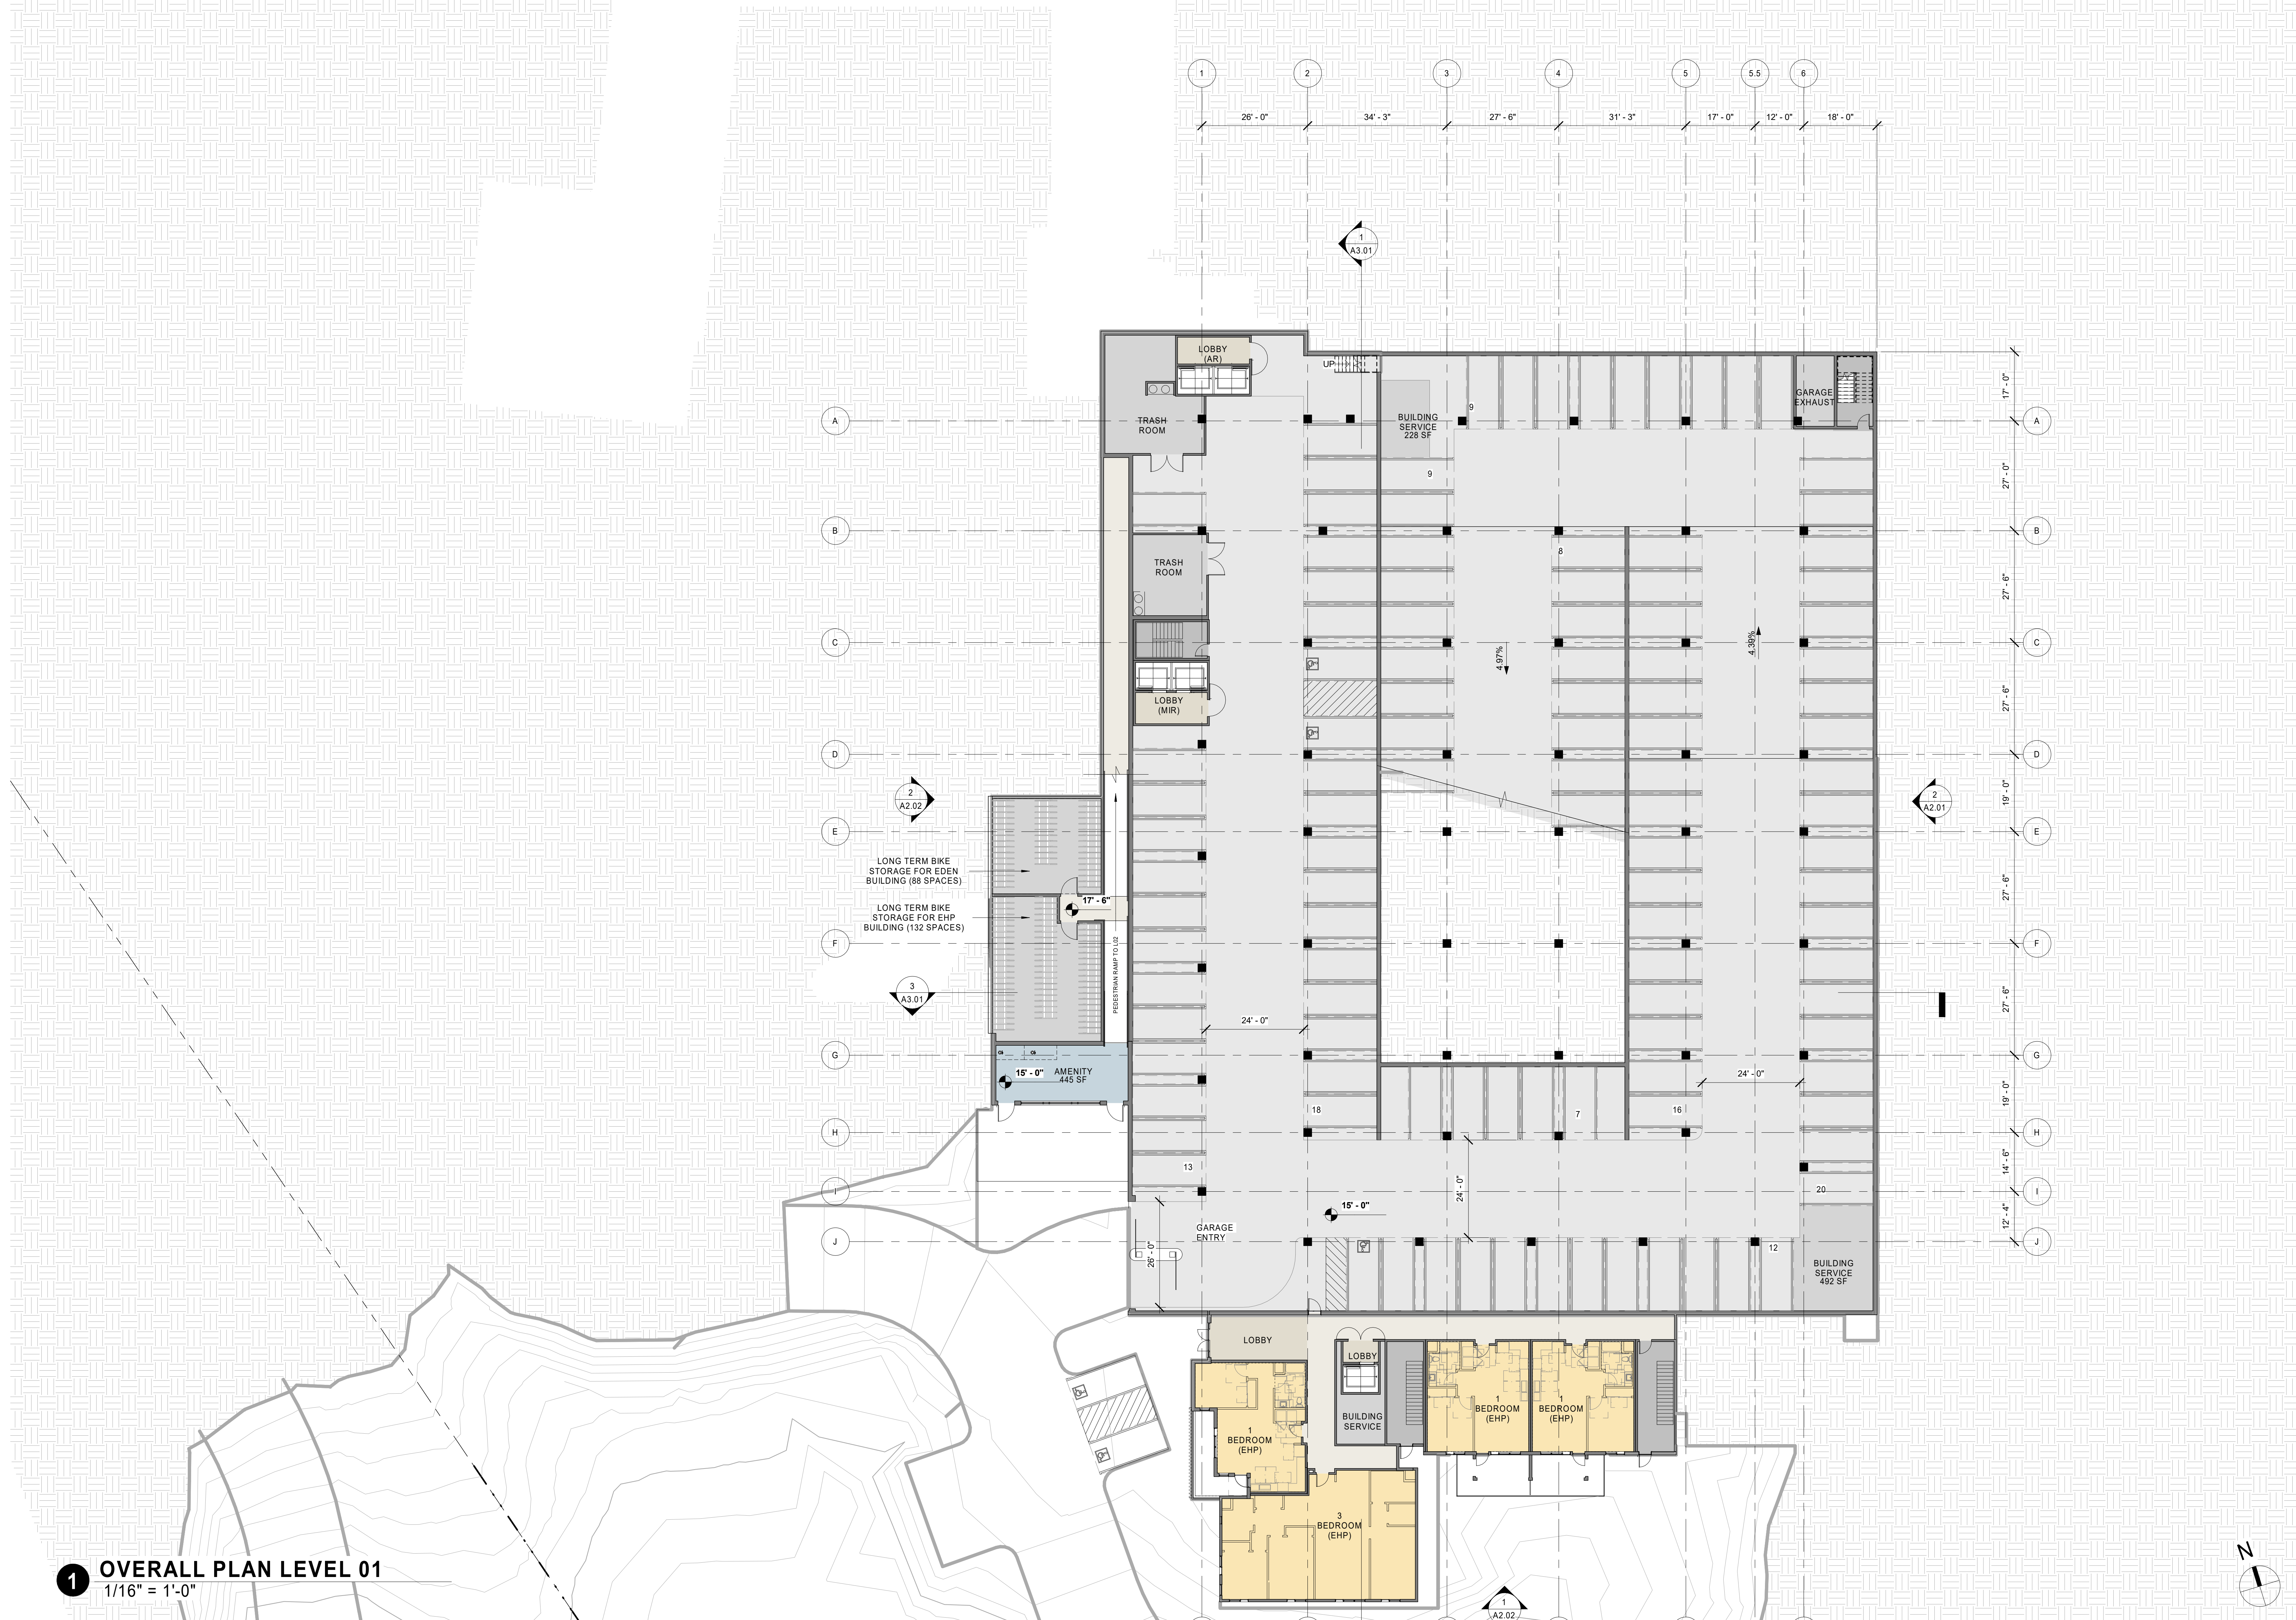 1 2 3 4 5 5.5 6
26' - 0" 34' - 3" 27' - 6" 31' - 3" 17' - 0" 12' - 0" 18' - 0"
1
A3.01
LOBBY
(AR)
UP
TRASH
ROOM
BUILDING
SERVICE
228 SF
9
GARAGE
EXHAUST
17' - 0"
A A
9
27' - 0"
B B
8
TRASH
ROOM
27' - 6"
C C
4.97%
4.39%
LOBBY
(MIR)
27' - 6"
D D
2
A2.02
2
A2.01
19' - 0"
E E
LONG TERM BIKE
STORAGE FOR EDEN
BUILDING (88 SPACES)
27' - 6"
17' - 6"
LONG TERM BIKE
STORAGE FOR EHP
BUILDING (132 SPACES)
F F
PEDESTRIAN RAMP TO L02
3
A3.01
27' - 6"
24' - 0"
G G
15' - 0"
AMENITY
445 SF
24' - 0"
19' - 0"
18
7
16
H H
13
14' - 6"
24' - 0"
20
I I
15' - 0"
GARAGE
ENTRY
26' - 0"
12' - 4"
J J
12
BUILDING
SERVICE
492 SF
LOBBY
LOBBY
BUILDING
SERVICE
1
BEDROOM
(EHP)
1
BEDROOM
(EHP)
1
BEDROOM
(EHP)
3
BEDROOM
(EHP)
1
A2.02
N
1 OVERALL PLAN LEVEL 01
1/16" = 1'-0"